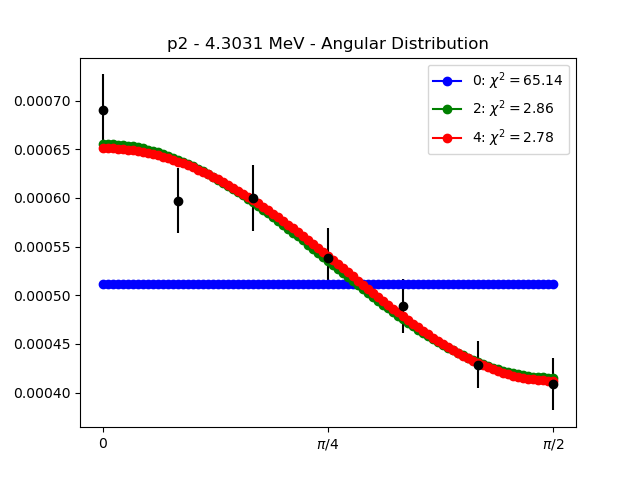 p2 - 4.3031 MeV - Angular Distribution
0: χ² = 65.14
2: χ² = 2.86
4: χ² = 2.78
0.00070
0.00065
0.00060
0.00055
0.00050
0.00045
0.00040
0
π/4
π/2